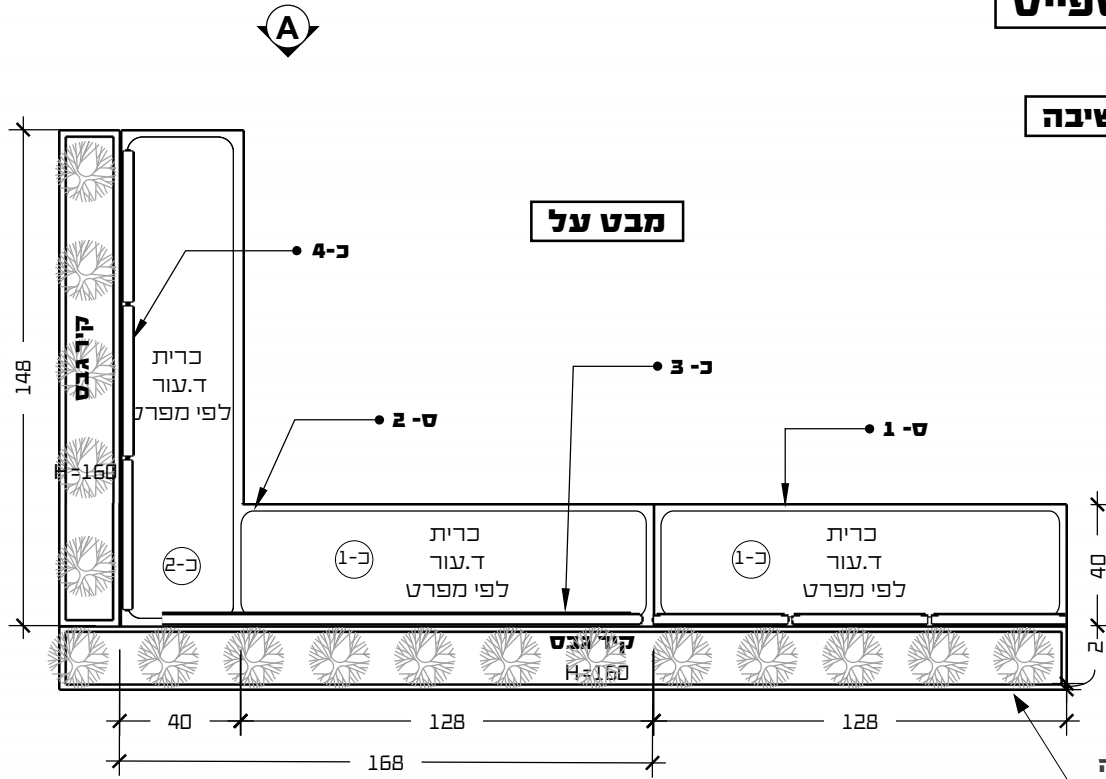 A
מבט על
כ-4
קיר גבס
H=160
148
כרית
ד.עור
לפי מפרט
כ- 3
ס- 2
ס- 1
כרית
ד.עור
לפי מפרט
כרית
ד.עור
לפי מפרט
כ-2
כ-1
כ-1
40
2
קיר גבס
H=160
40
128
128
168